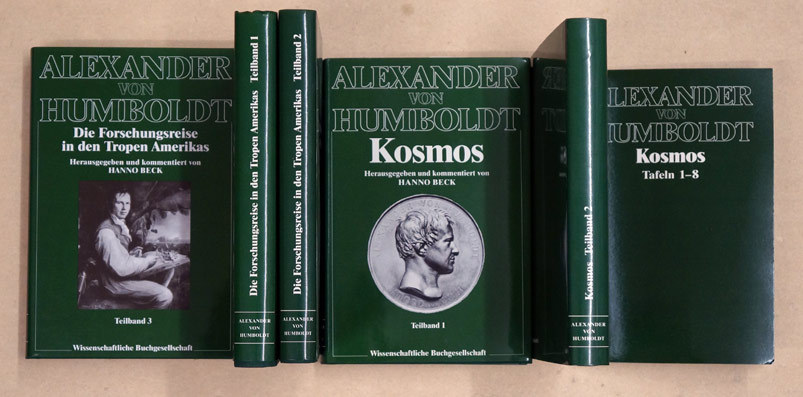 ALEXANDER
VON
HUMBOLDT
Die Forschungsreise
in den Tropen Amerikas
Herausgegeben und kommentiert von
HANNO BECK
Teilband 3
Wissenschaftliche Buchgesellschaft
Die Forschungsreise in den Tropen Amerikas Teilband 1
ALEXANDER
VON
HUMBOLDT
Die Forschungsreise in den Tropen Amerikas Teilband 2
ALEXANDER
VON
HUMBOLDT
ALEXANDER
VON
HUMBOLDT
Kosmos
Herausgegeben und kommentiert von
HANNO BECK
Teilband 1
Wissenschaftliche Buchgesellschaft
Kosmos Teilband 2
ALEXANDER
VON
HUMBOLDT
ALEXANDER
VON
HUMBOLDT
Kosmos
Tafeln 1–8